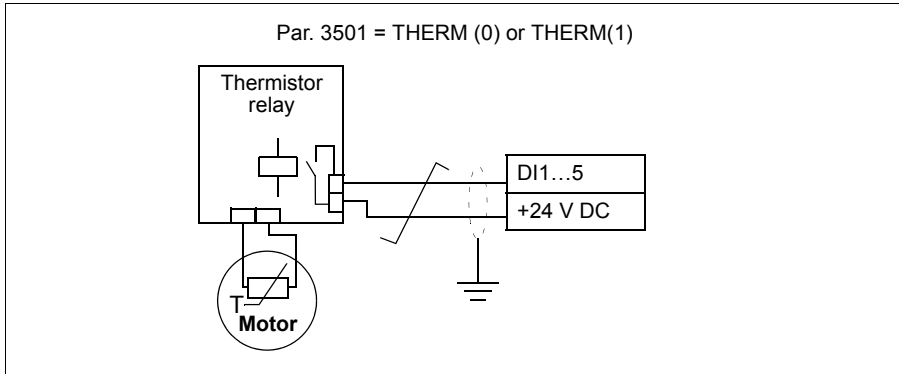 Par. 3501 = THERM (0) or THERM(1)
Thermistor
relay
DI1…5
+24 V DC
T
Motor